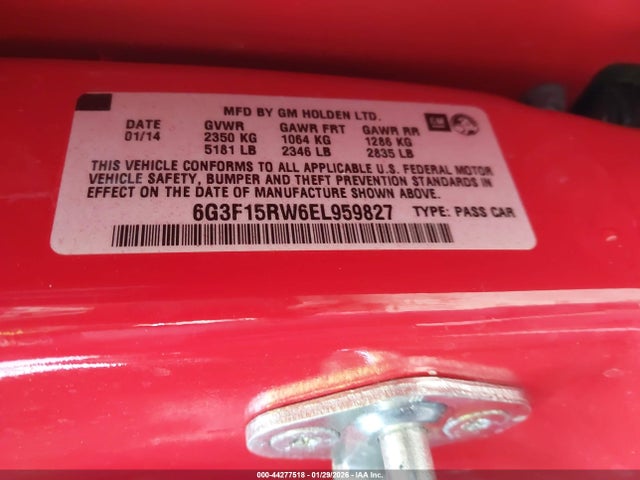 MFD BY GM HOLDEN LTD.
DATE GVWR GAWR FRT GAWR RR GM
01/14 2350 KG 1064 KG 1286 KG
5181 LB 2346 LB 2835 LB
THIS VEHICLE CONFORMS TO ALL APPLICABLE U.S. FEDERAL MOTOR
VEHICLE SAFETY, BUMPER AND THEFT PREVENTION STANDARDS IN
EFFECT ON THE DATE OF MANUFACTURE SHOWN ABOVE.
6G3F15RW6EL959827 TYPE: PASS CAR
000-44277518 - 01/29/2026 - Copyright © 2026 IAA, Inc.